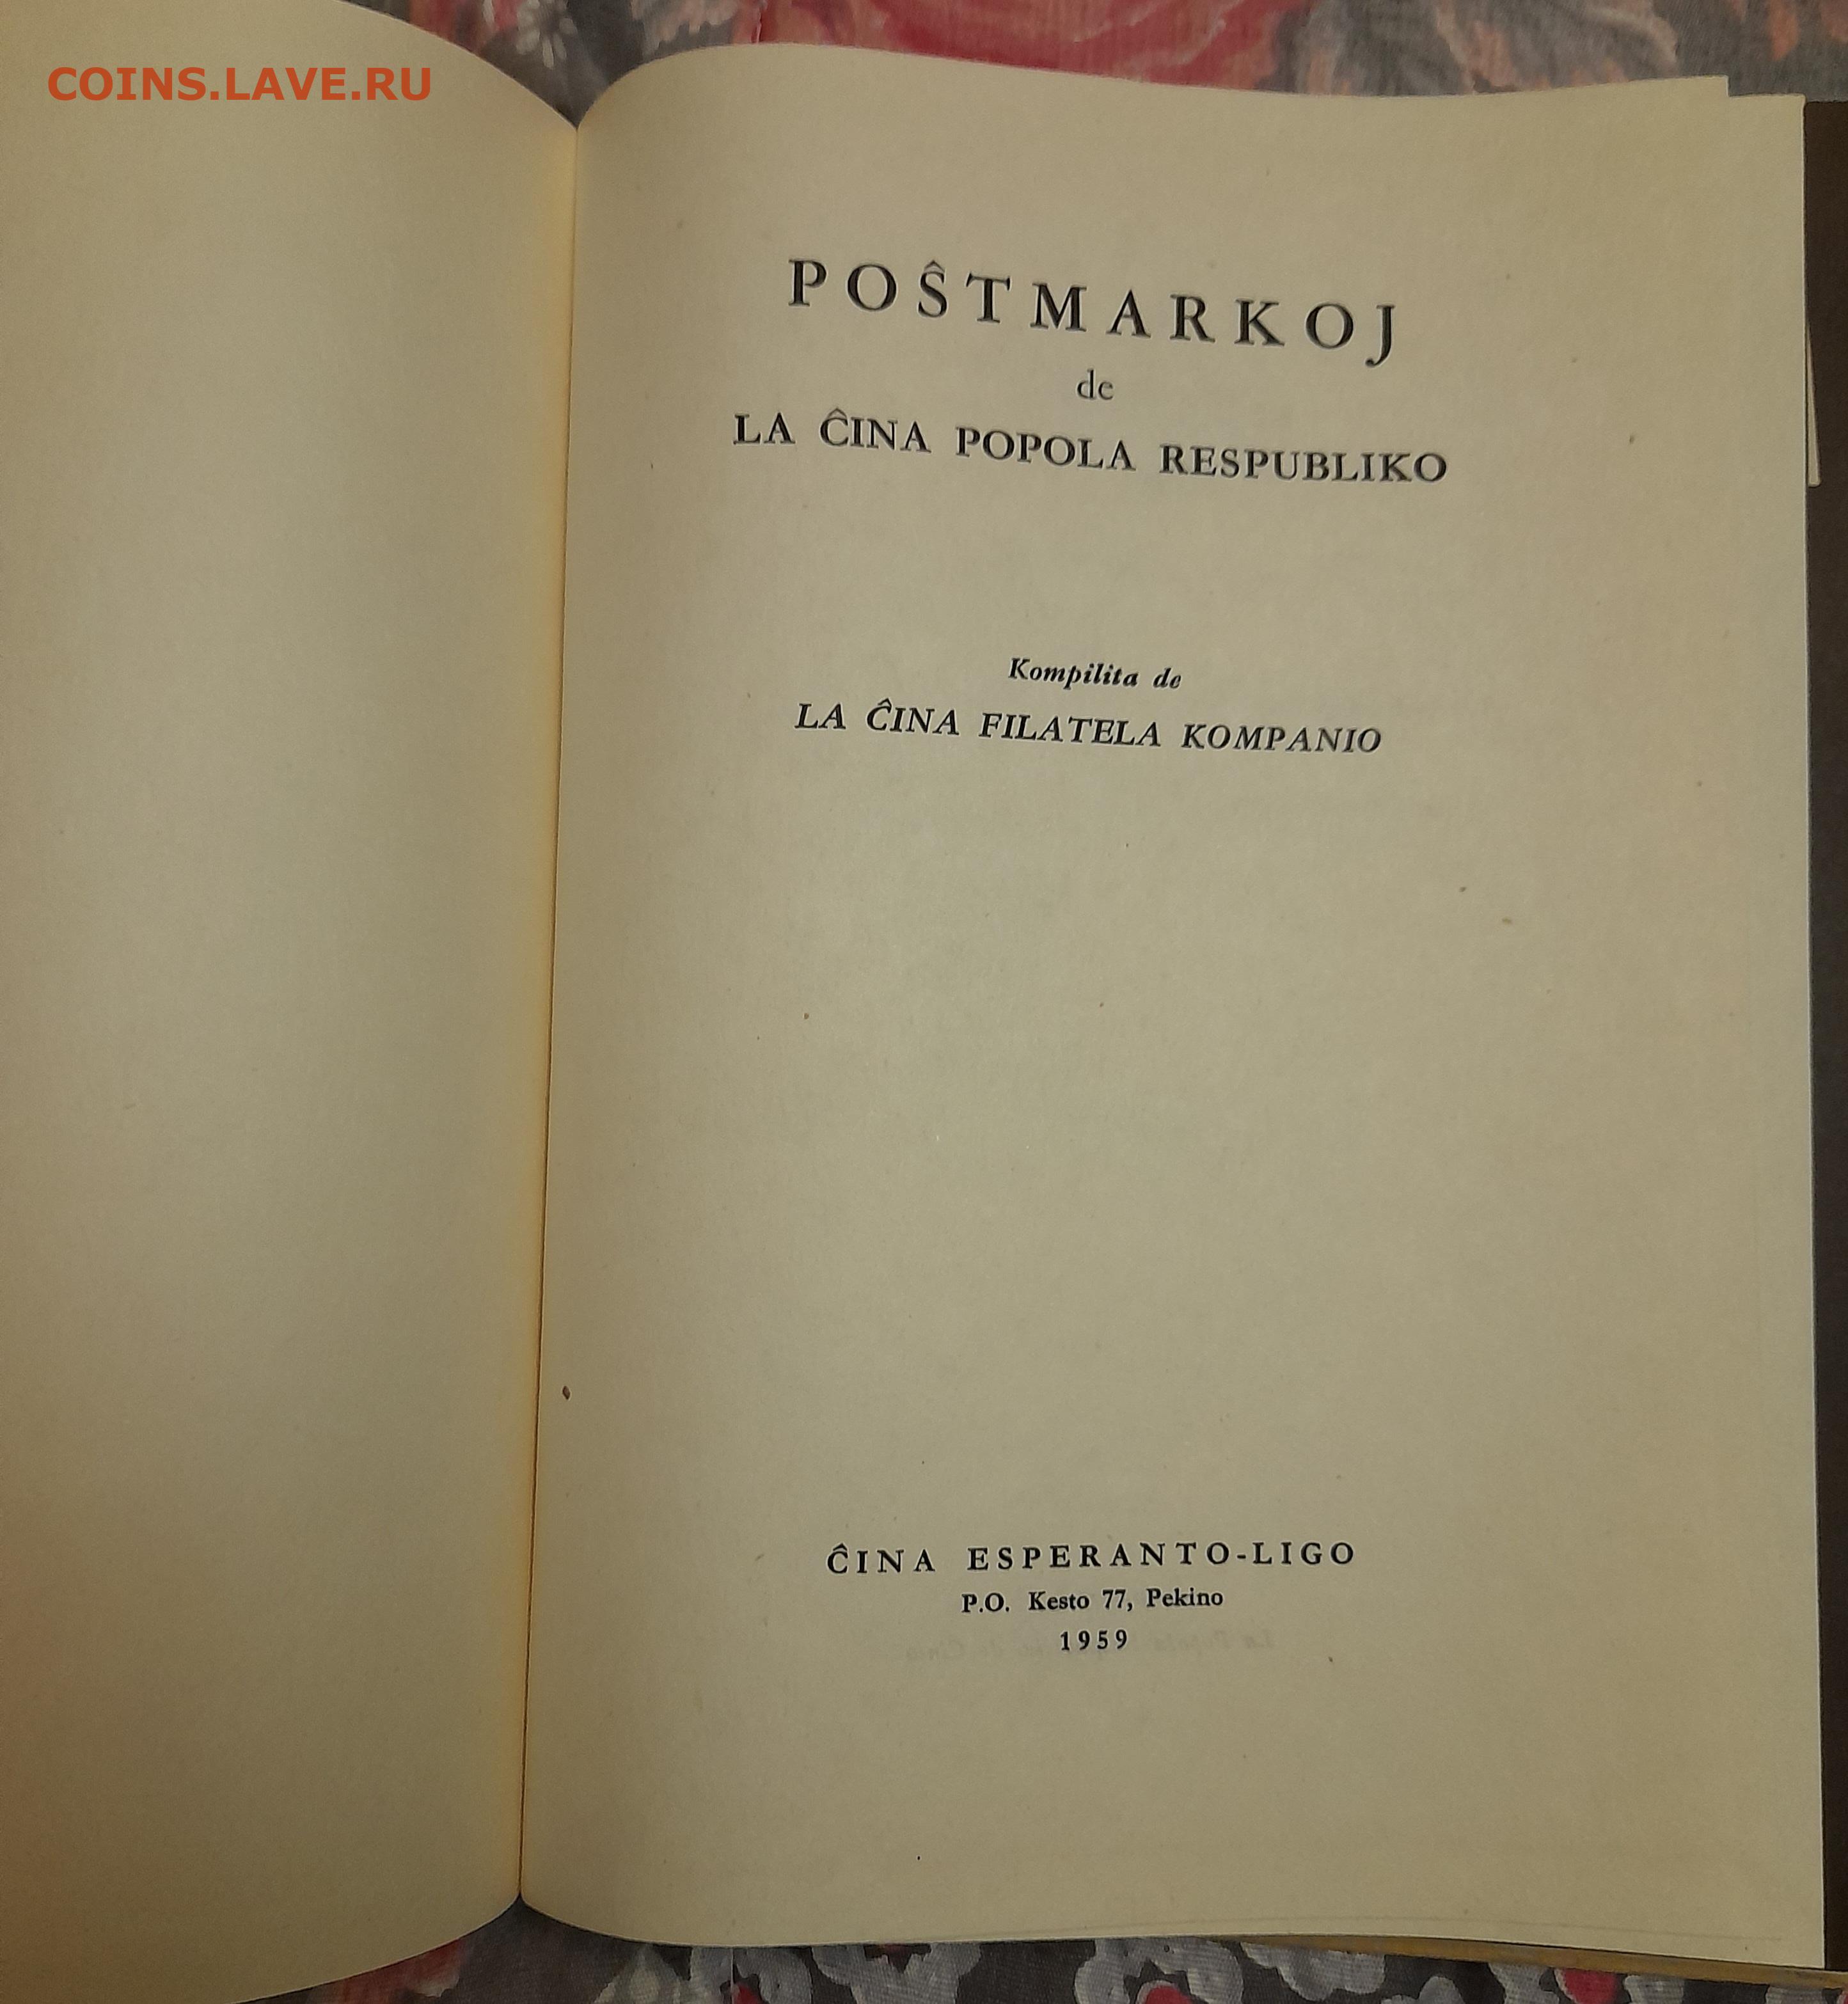 COINS.LAVE.RU
POŜTMARKOJ
de
LA ĈINA POPOLA RESPUBLIKO
Kompilita de
LA ĈINA FILATELA KOMPANIO
ĈINA ESPERANTO-LIGO
P.O. Kesto 77, Pekino
1959